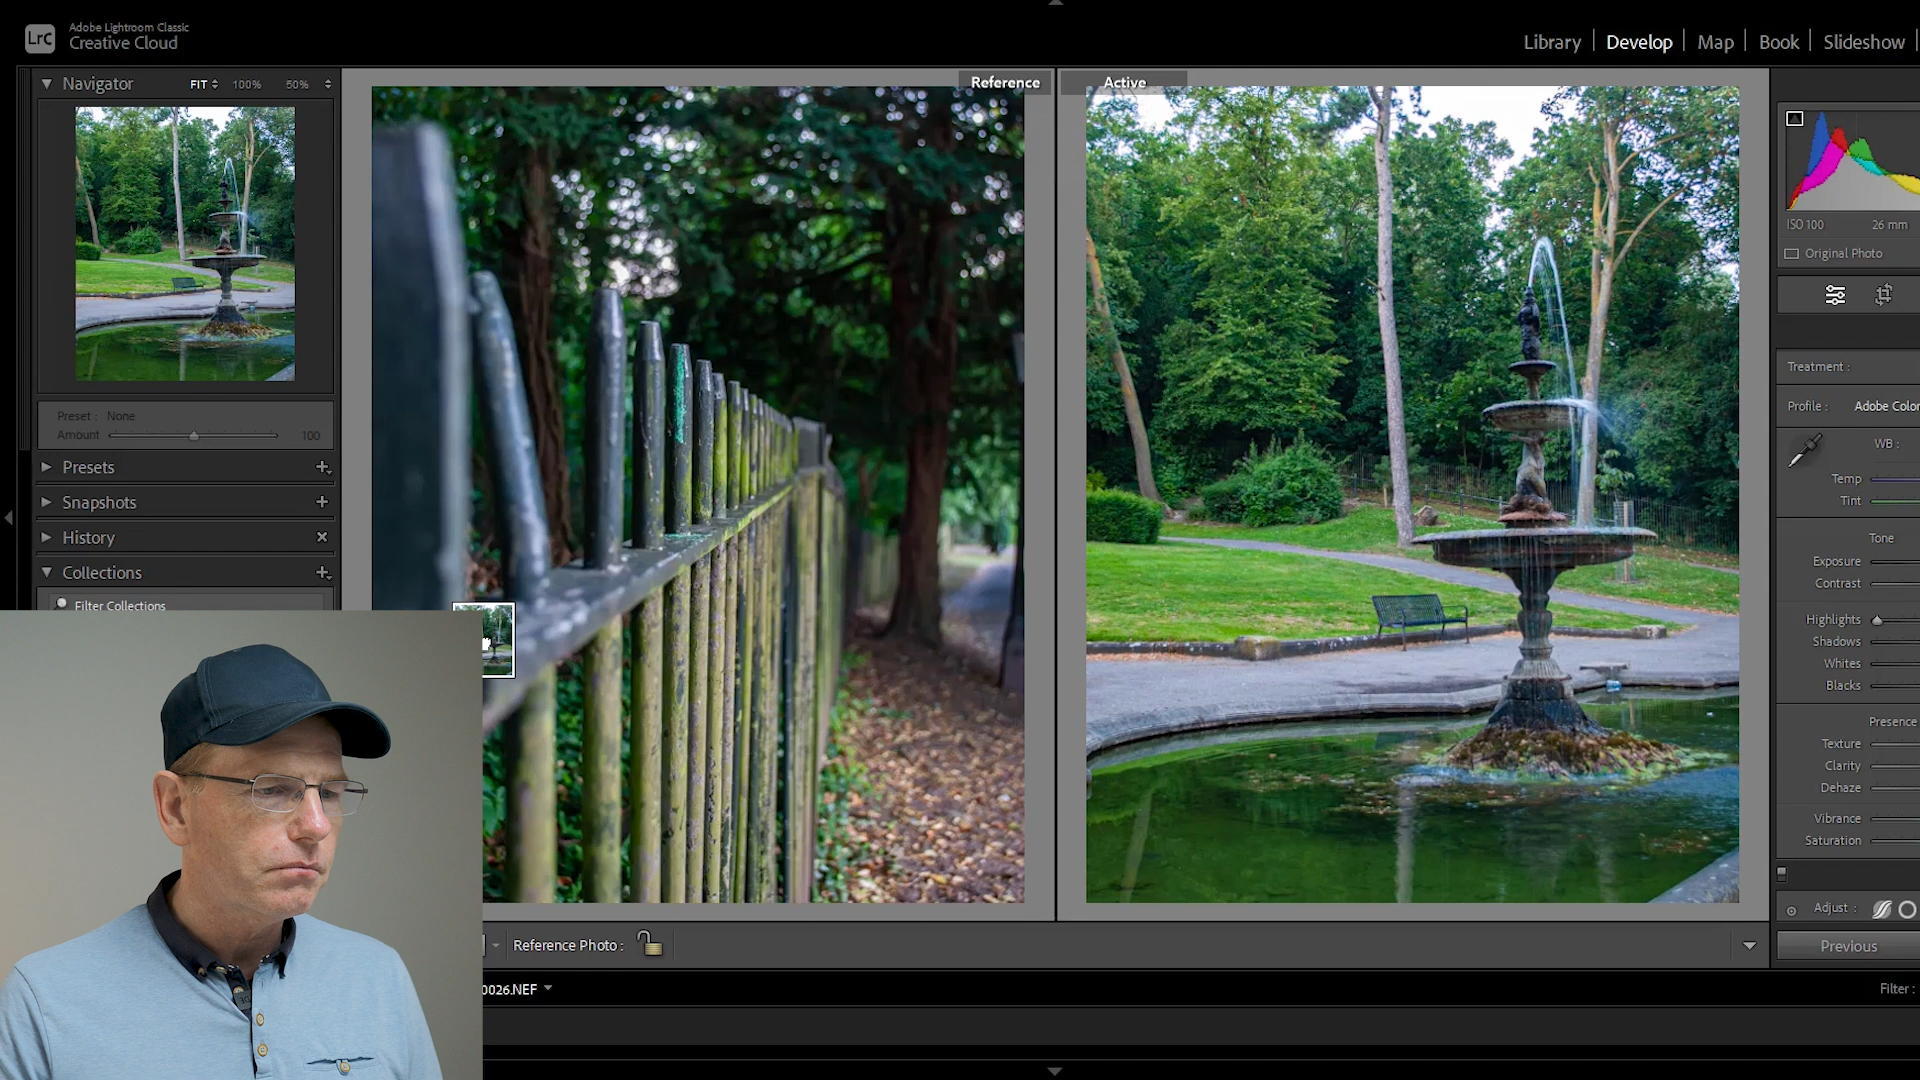 LrC
Adobe Lightroom Classic
Creative Cloud
Library | Develop | Map | Book | Slideshow
Navigator FIT 100% 50%
Reference
Active
ISO 100 26 mm
Original Photo
Treatment :
Profile : Adobe Color
WB :
Temp
Tint
Tone
Exposure
Contrast
Highlights
Shadows
Whites
Blacks
Presence
Texture
Clarity
Dehaze
Vibrance
Saturation
Adjust :
Previous
Preset : None
Amount 100
Presets
Snapshots
History
Collections
Filter Collections
Reference Photo :
0026.NEF
Filter :